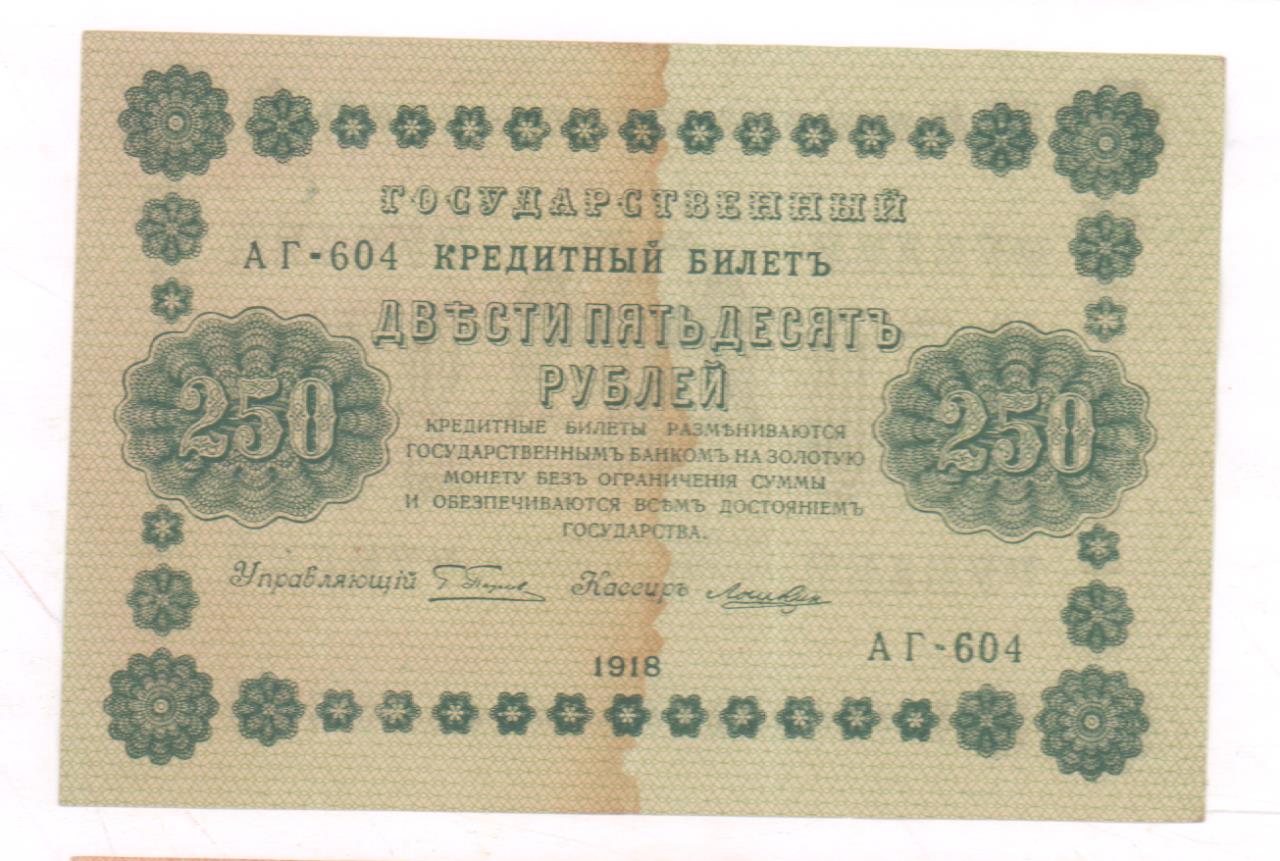 ГОСУДАРСТВЕННЫЙ
АГ-604 КРЕДИТНЫЙ БИЛЕТЪ
ДВѢСТИ ПЯТЬДЕСЯТЪ
РУБЛЕЙ
250
250
КРЕДИТНЫЕ БИЛЕТЫ РАЗМѢНИВАЮТСЯ
ГОСУДАРСТВЕННЫМЪ БАНКОМЪ НА ЗОЛОТУЮ
МОНЕТУ БЕЗЪ ОГРАНИЧЕНІЯ СУММЫ
И ОБЕЗПЕЧИВАЮТСЯ ВСѢМЪ ДОСТОЯНІЕМЪ
ГОСУДАРСТВА.
Управляющій Кассиръ
АГ-604
1918